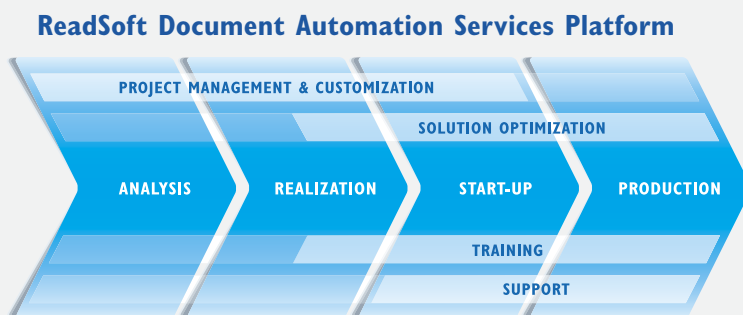 ReadSoft Document Automation Services Platform
PROJECT MANAGEMENT & CUSTOMIZATION
SOLUTION OPTIMIZATION
ANALYSIS REALIZATION START-UP PRODUCTION
TRAINING
SUPPORT